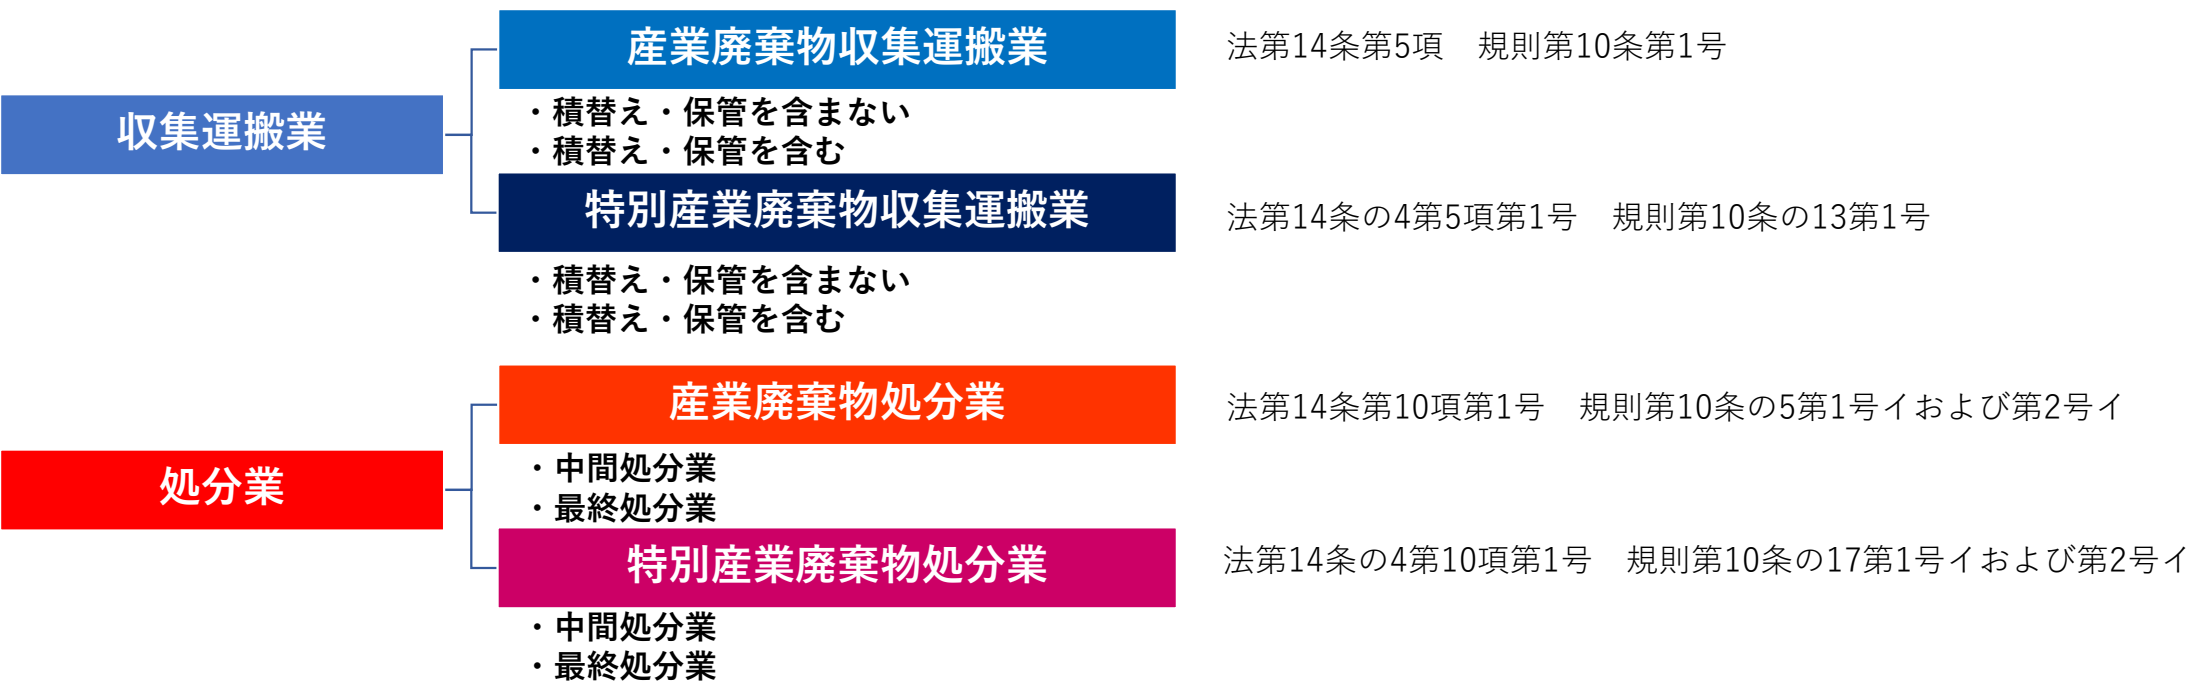 産業廃棄物収集運搬業
法第14条第5項　規則第10条第1号
収集運搬業
・積替え・保管を含まない
・積替え・保管を含む
特別産業廃棄物収集運搬業
法第14条の4第5項第1号　規則第10条の13第1号
・積替え・保管を含まない
・積替え・保管を含む
産業廃棄物処分業
法第14条第10項第1号　規則第10条の5第1号イおよび第2号イ
処分業
・中間処分業
・最終処分業
特別産業廃棄物処分業
法第14条の4第10項第1号　規則第10条の17第1号イおよび第2号イ
・中間処分業
・最終処分業